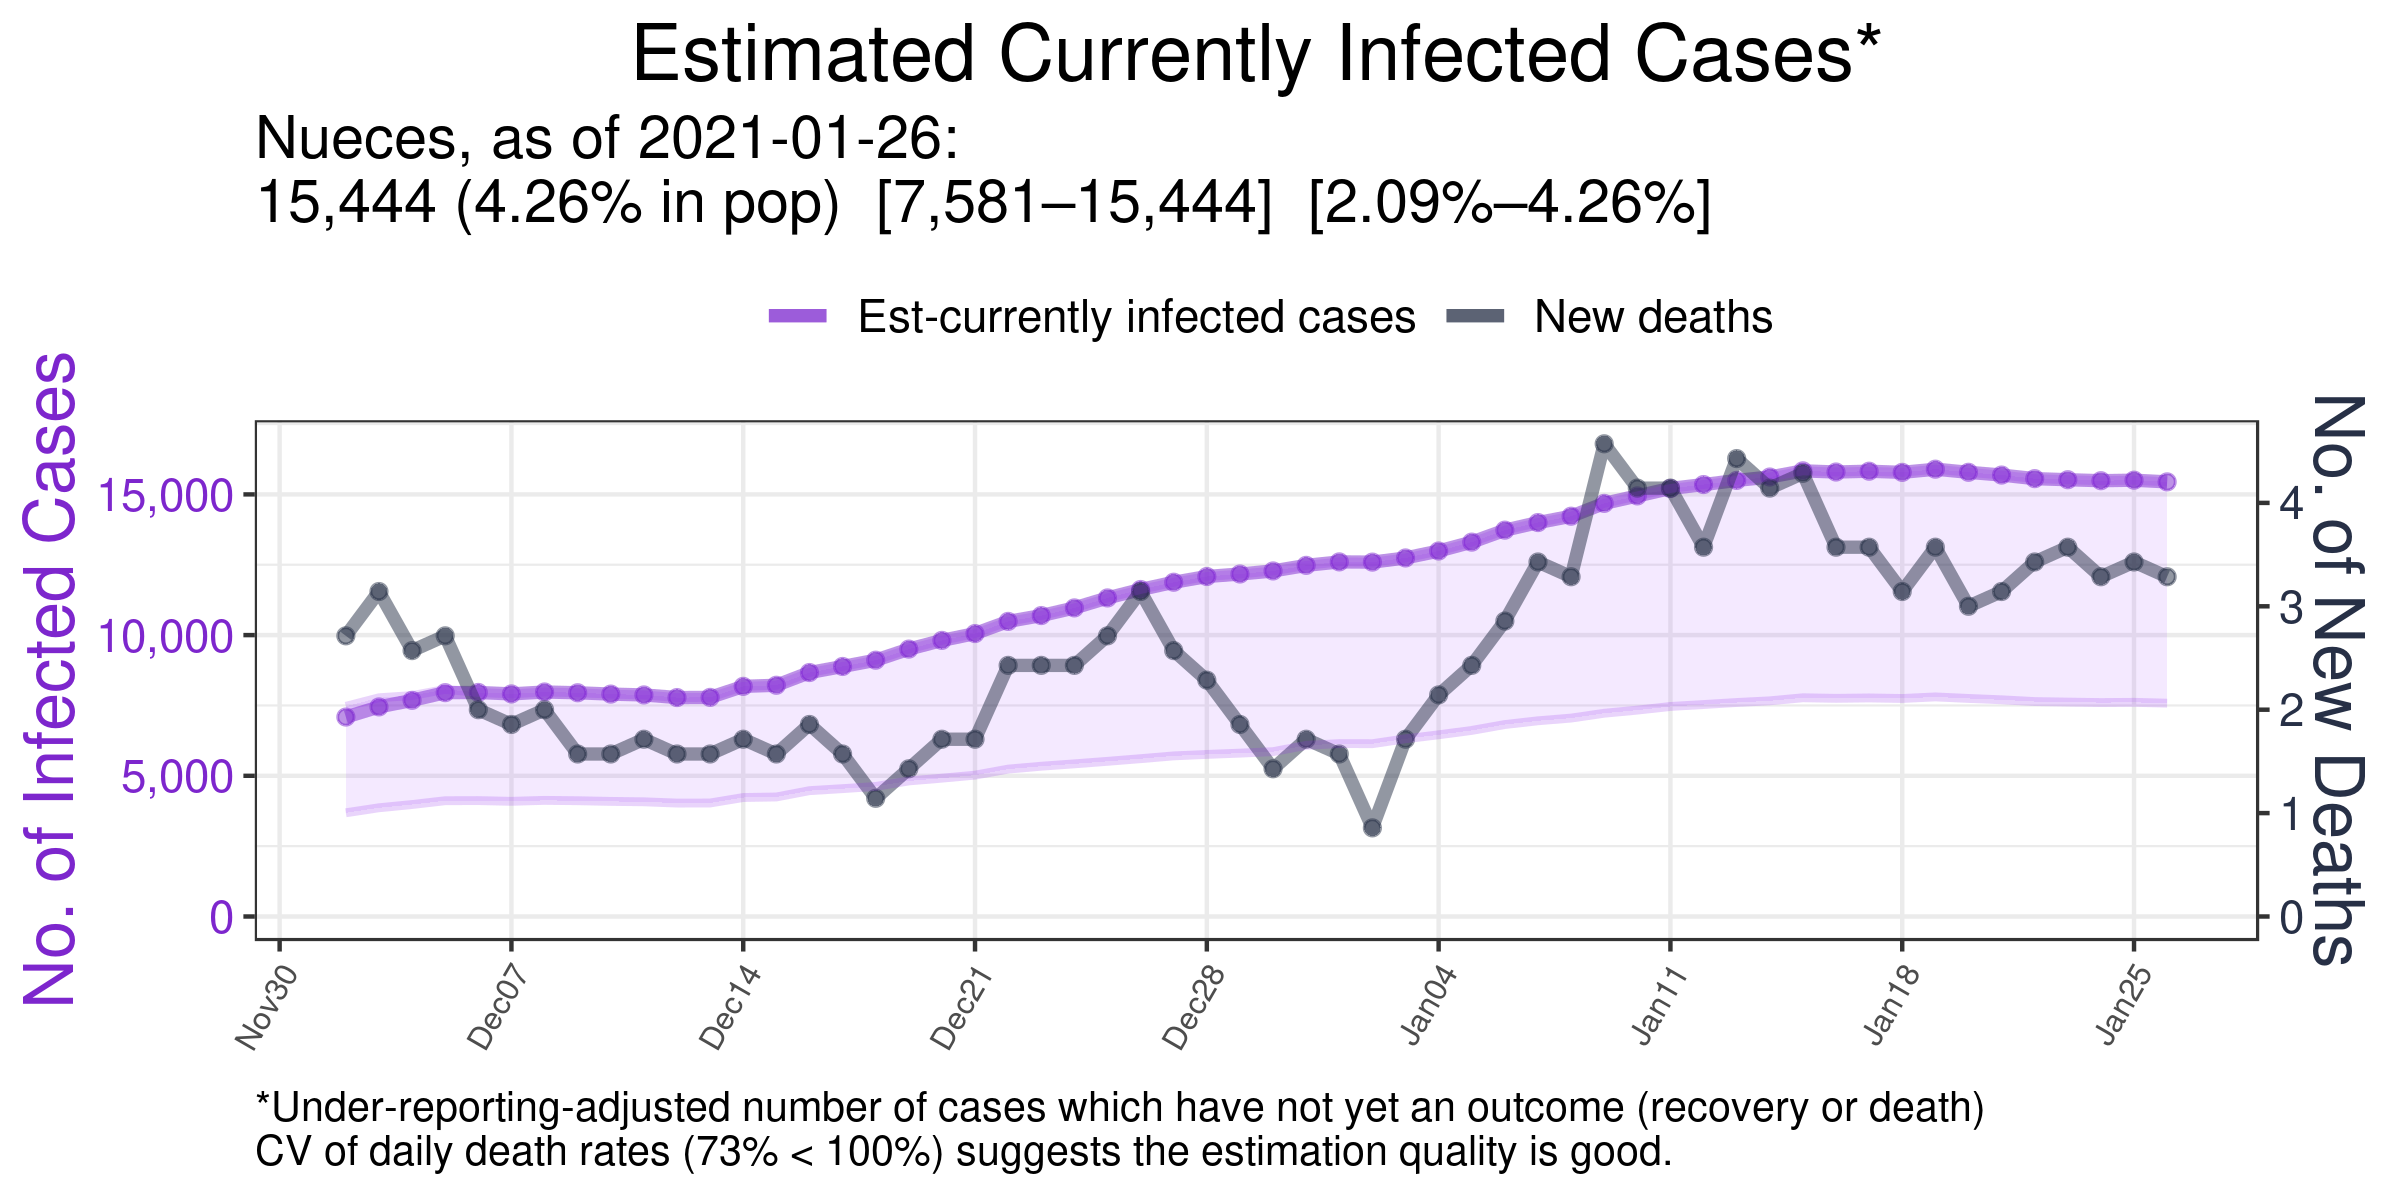 Estimated Currently Infected Cases*
Nueces, as of 2021-01-26:
15,444 (4.26% in pop)  [7,581–15,444]  [2.09%–4.26%]
Est-currently infected cases
New deaths
No. of Infected Cases
15,000
10,000
5,000
0
No. of New Deaths
4
3
2
1
0
Nov30
Dec07
Dec14
Dec21
Dec28
Jan04
Jan11
Jan18
Jan25
*Under-reporting-adjusted number of cases which have not yet an outcome (recovery or death)
CV of daily death rates (73% < 100%) suggests the estimation quality is good.